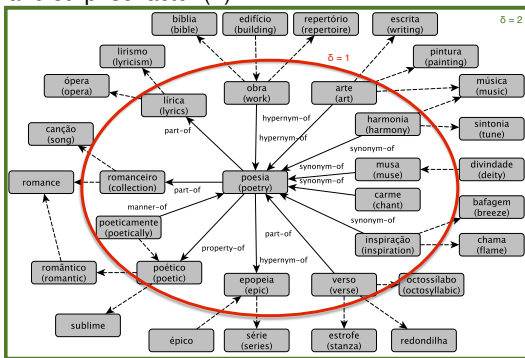 δ = 2
bíblia
(bible)
edifício
(building)
repertório
(repertoire)
escrita
(writing)
lirismo
(lyricism)
δ = 1
pintura
(painting)
ópera
(opera)
lírica
(lyrics)
obra
(work)
arte
(art)
música
(music)
harmonia
(harmony)
sintonia
(tune)
canção
(song)
part-of
hypernym-of
hypernym-of
synonym-of
romance
romanceiro
(collection)
part-of
poesia
(poetry)
synonym-of
synonym-of
musa
(muse)
divindade
(deity)
carme
(chant)
manner-of
poeticamente
(poetically)
synonym-of
bafagem
(breeze)
property-of
part-of
hypernym-of
inspiração
(inspiration)
chama
(flame)
romântico
(romantic)
poético
(poetic)
epopeia
(epic)
verso
(verse)
octossílabo
(octosyllabic)
sublime
épico
série
(series)
estrofe
(stanza)
redondilha